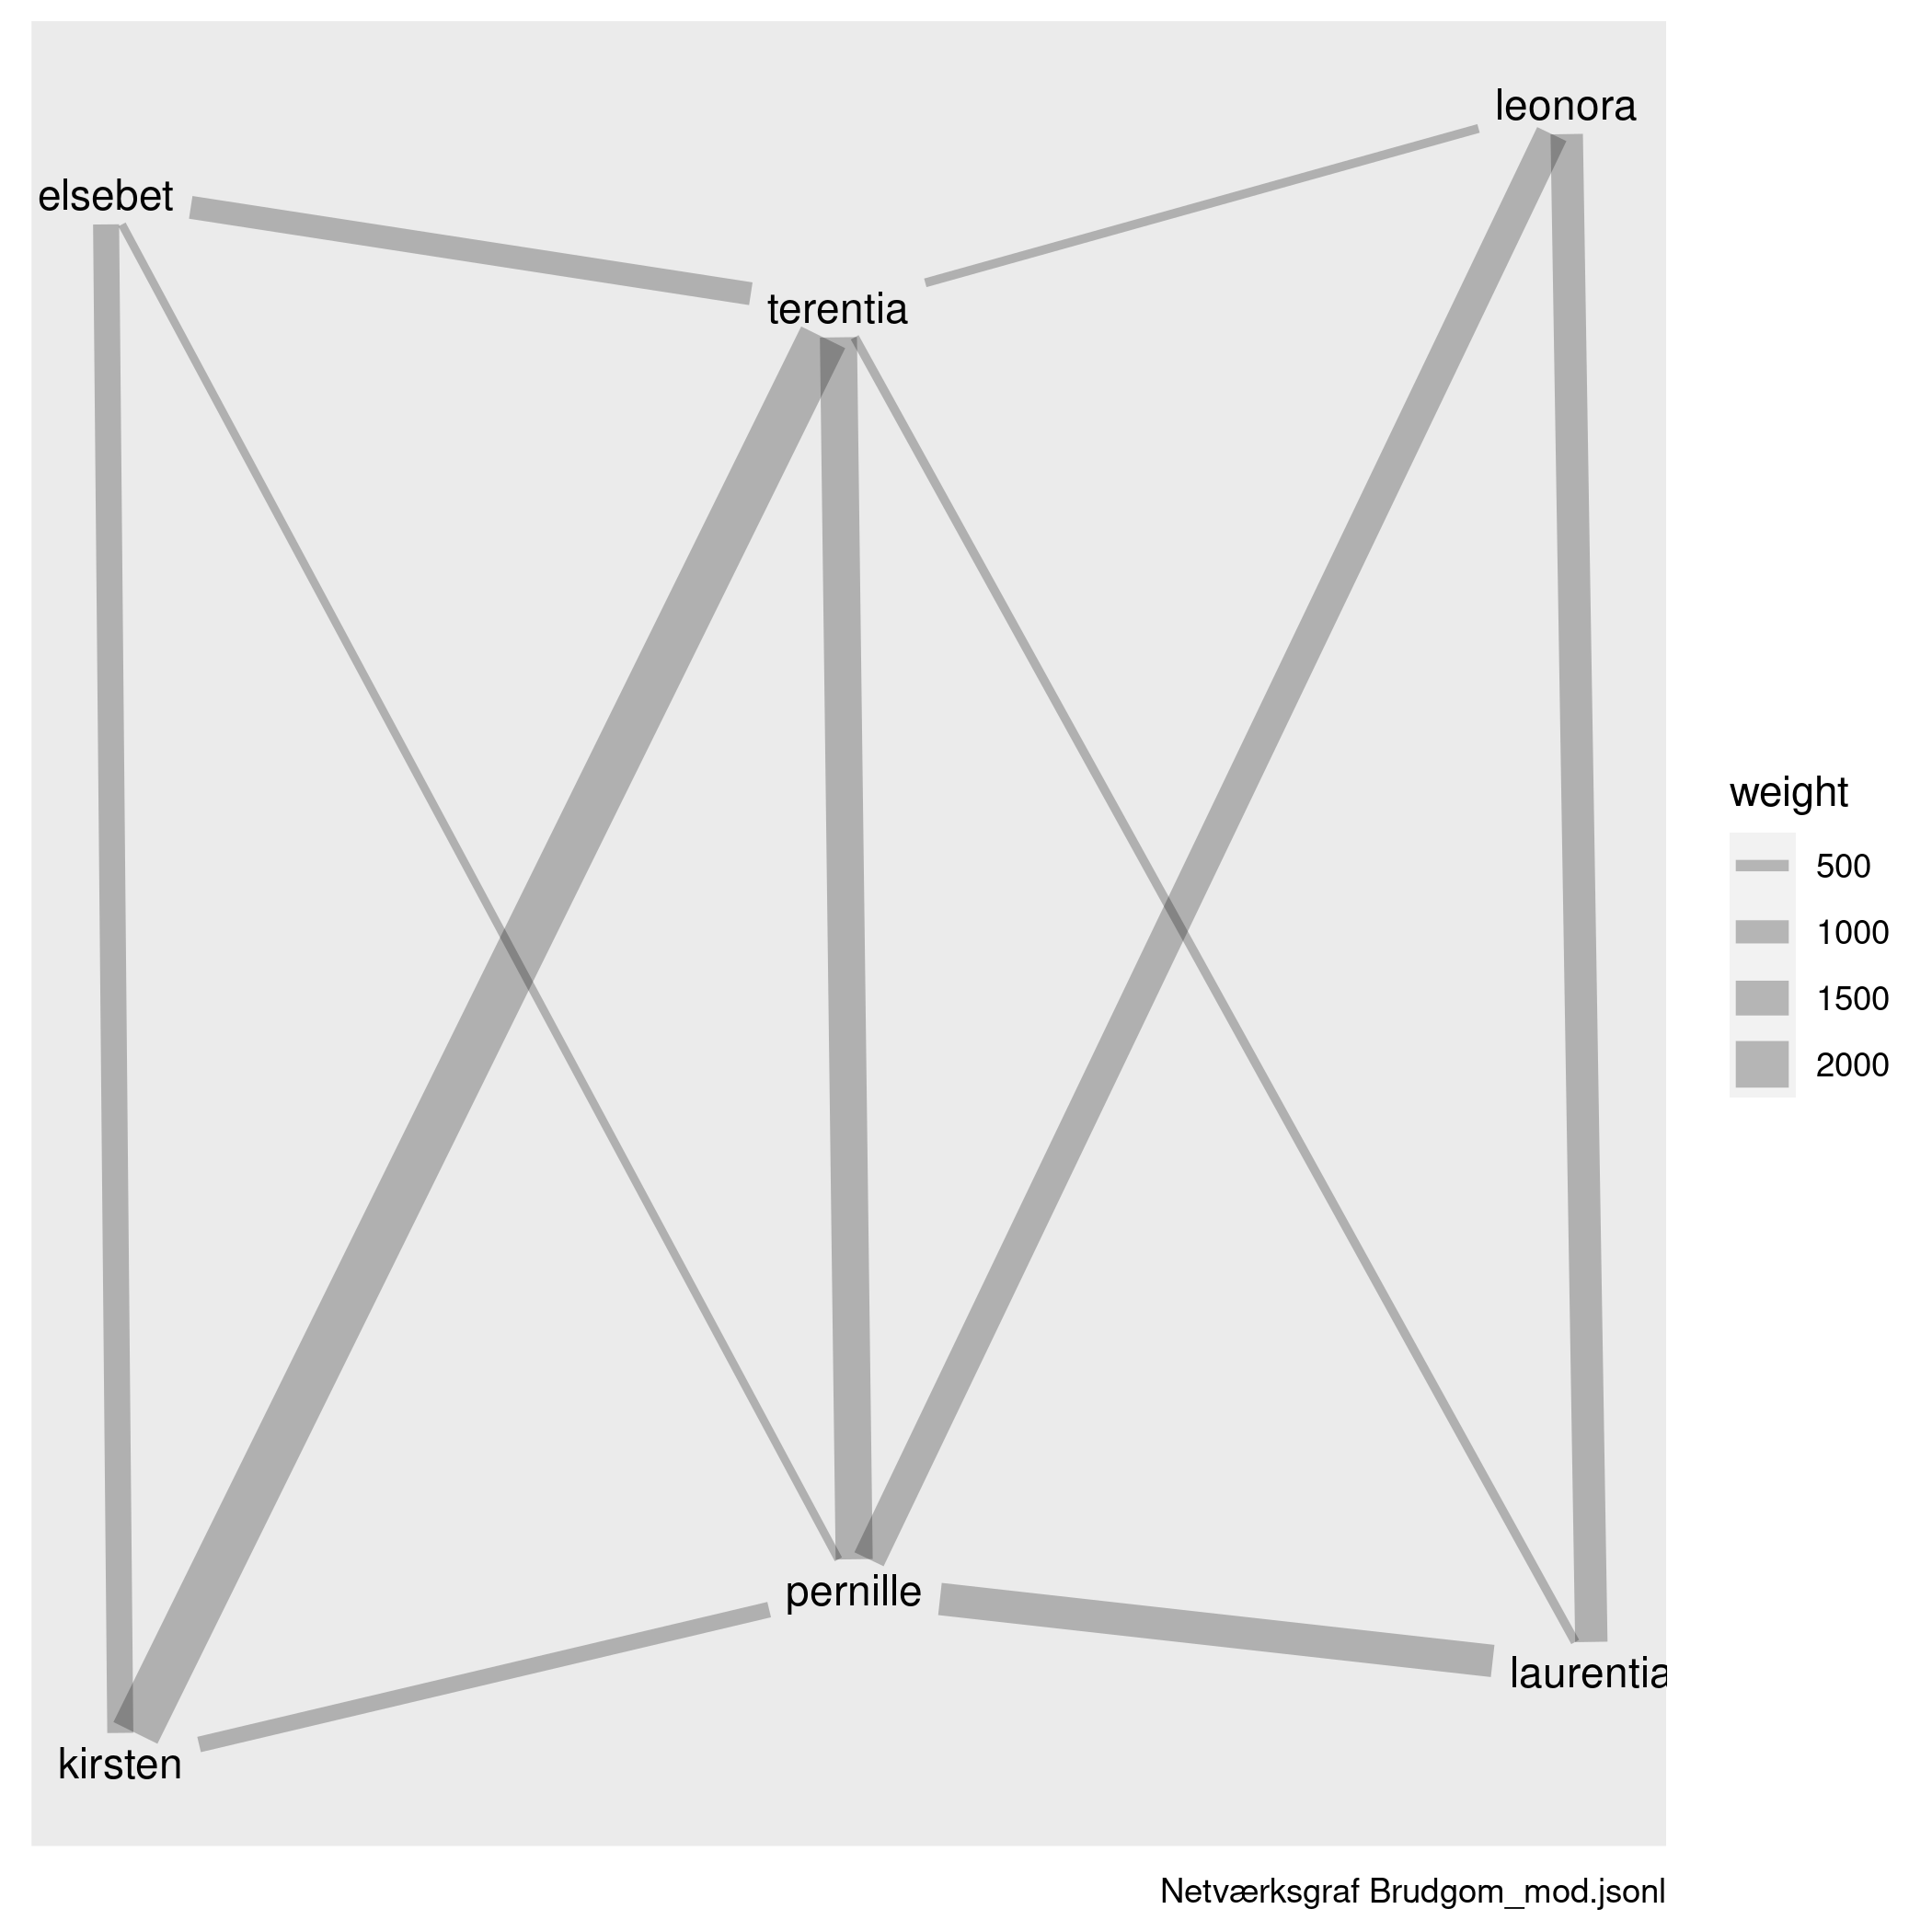 leonora
elsebet
terentia
pernille
laurentia
kirsten
weight
500
1000
1500
2000
Netværksgraf Brudgom_mod.jsonl